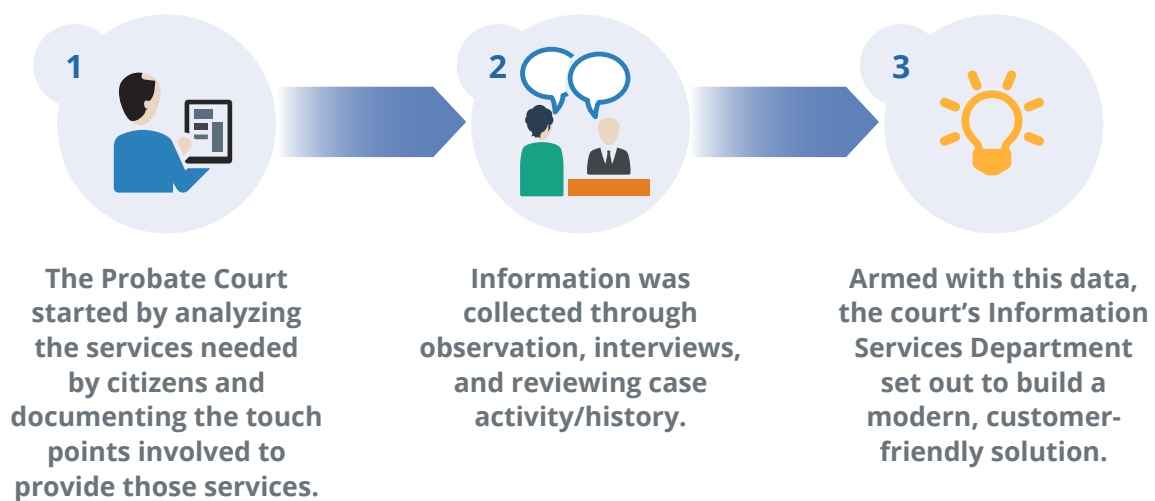 1
The Probate Court
started by analyzing
the services needed
by citizens and
documenting the touch
points involved to
provide those services.
2
Information was
collected through
observation, interviews,
and reviewing case
activity/history.
3
Armed with this data,
the court’s Information
Services Department
set out to build a
modern, customer-
friendly solution.